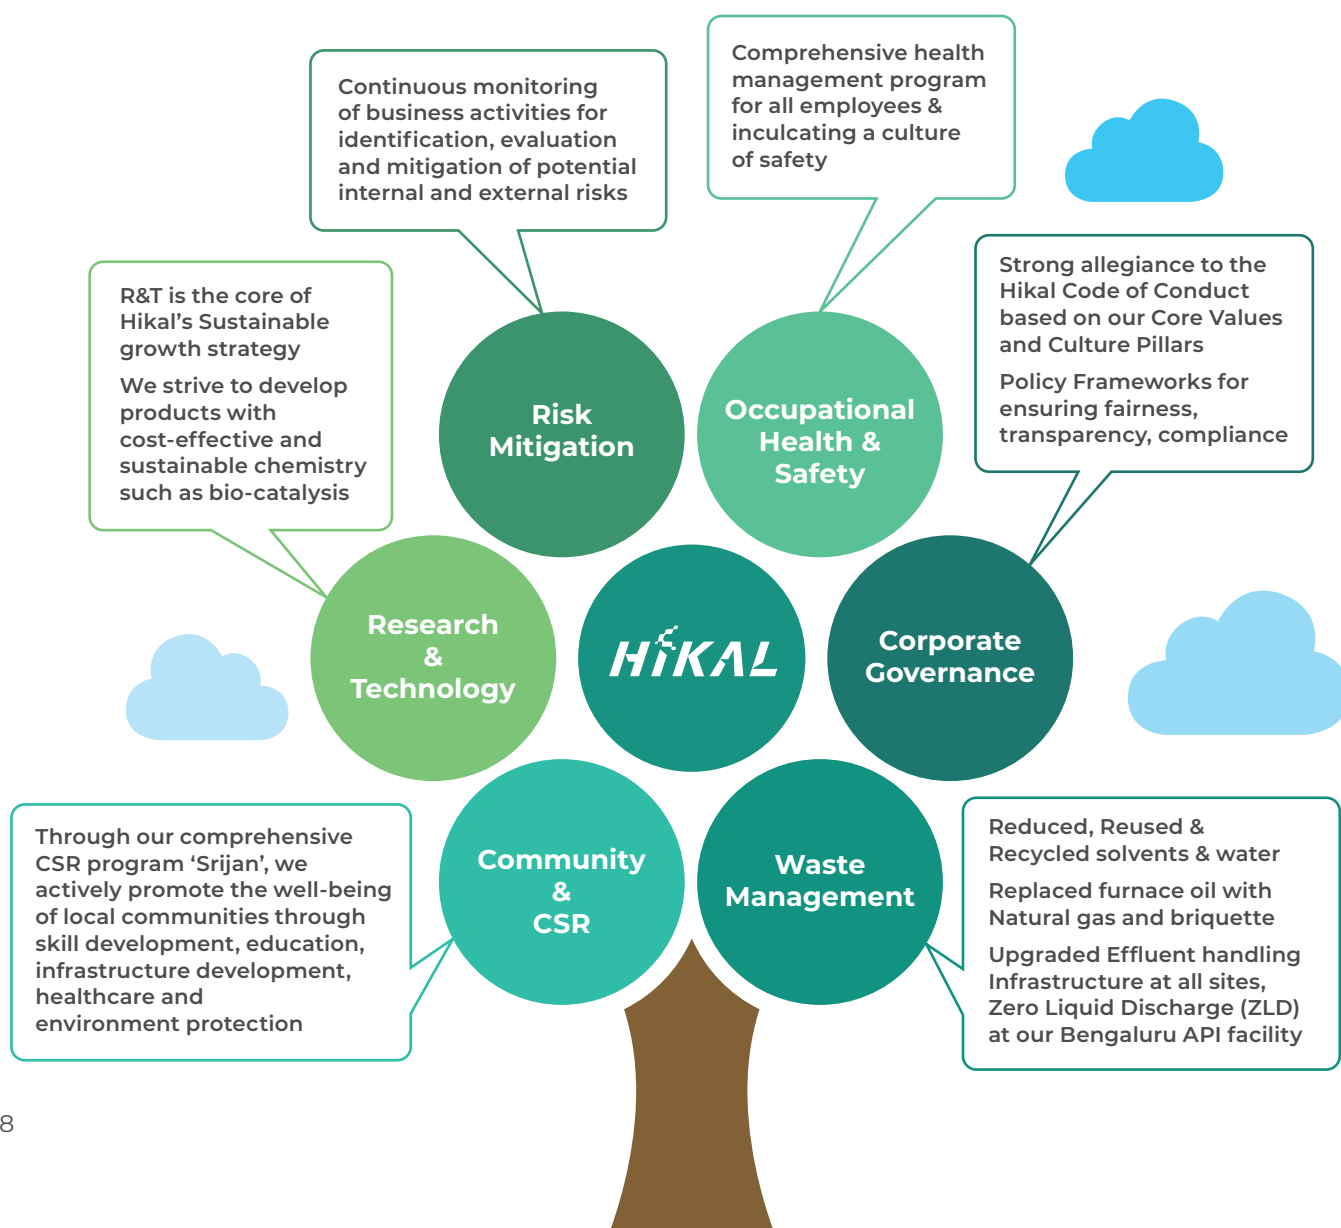 Continuous monitoring
of business activities for
identification, evaluation
and mitigation of potential
internal and external risks
Comprehensive health
management program
for all employees &
inculcating a culture
of safety
R&T is the core of
Hikal’s Sustainable
growth strategy
We strive to develop
products with
cost-effective and
sustainable chemistry
such as bio-catalysis
Strong allegiance to the
Hikal Code of Conduct
based on our Core Values
and Culture Pillars
Policy Frameworks for
ensuring fairness,
transparency, compliance
Risk
Mitigation
Occupational
Health &
Safety
Research
&
Technology
HIKAL
Corporate
Governance
Community
&
CSR
Waste
Management
Through our comprehensive
CSR program ‘Srijan’, we
actively promote the well-being
of local communities through
skill development, education,
infrastructure development,
healthcare and
environment protection
Reduced, Reused &
Recycled solvents & water
Replaced furnace oil with
Natural gas and briquette
Upgraded Effluent handling
Infrastructure at all sites,
Zero Liquid Discharge (ZLD)
at our Bengaluru API facility
8